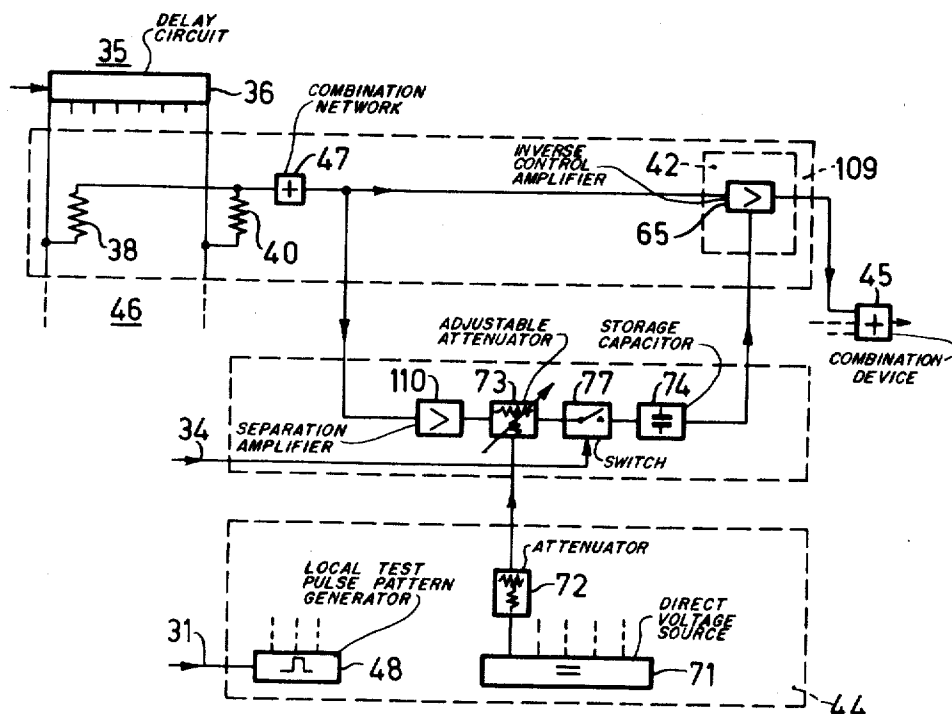 DELAY
CIRCUIT
35
36
COMBINATION
NETWORK
47
INVERSE
CONTROL
AMPLIFIER
42
109
65
38
40
46
45
COMBINATION
DEVICE
ADJUSTABLE
ATTENUATOR
STORAGE
CAPACITOR
110
73
77
74
SEPARATION
AMPLIFIER
34
SWITCH
ATTENUATOR
72
LOCAL TEST
PULSE PATTERN
GENERATOR
DIRECT
VOLTAGE
SOURCE
31
48
71
44